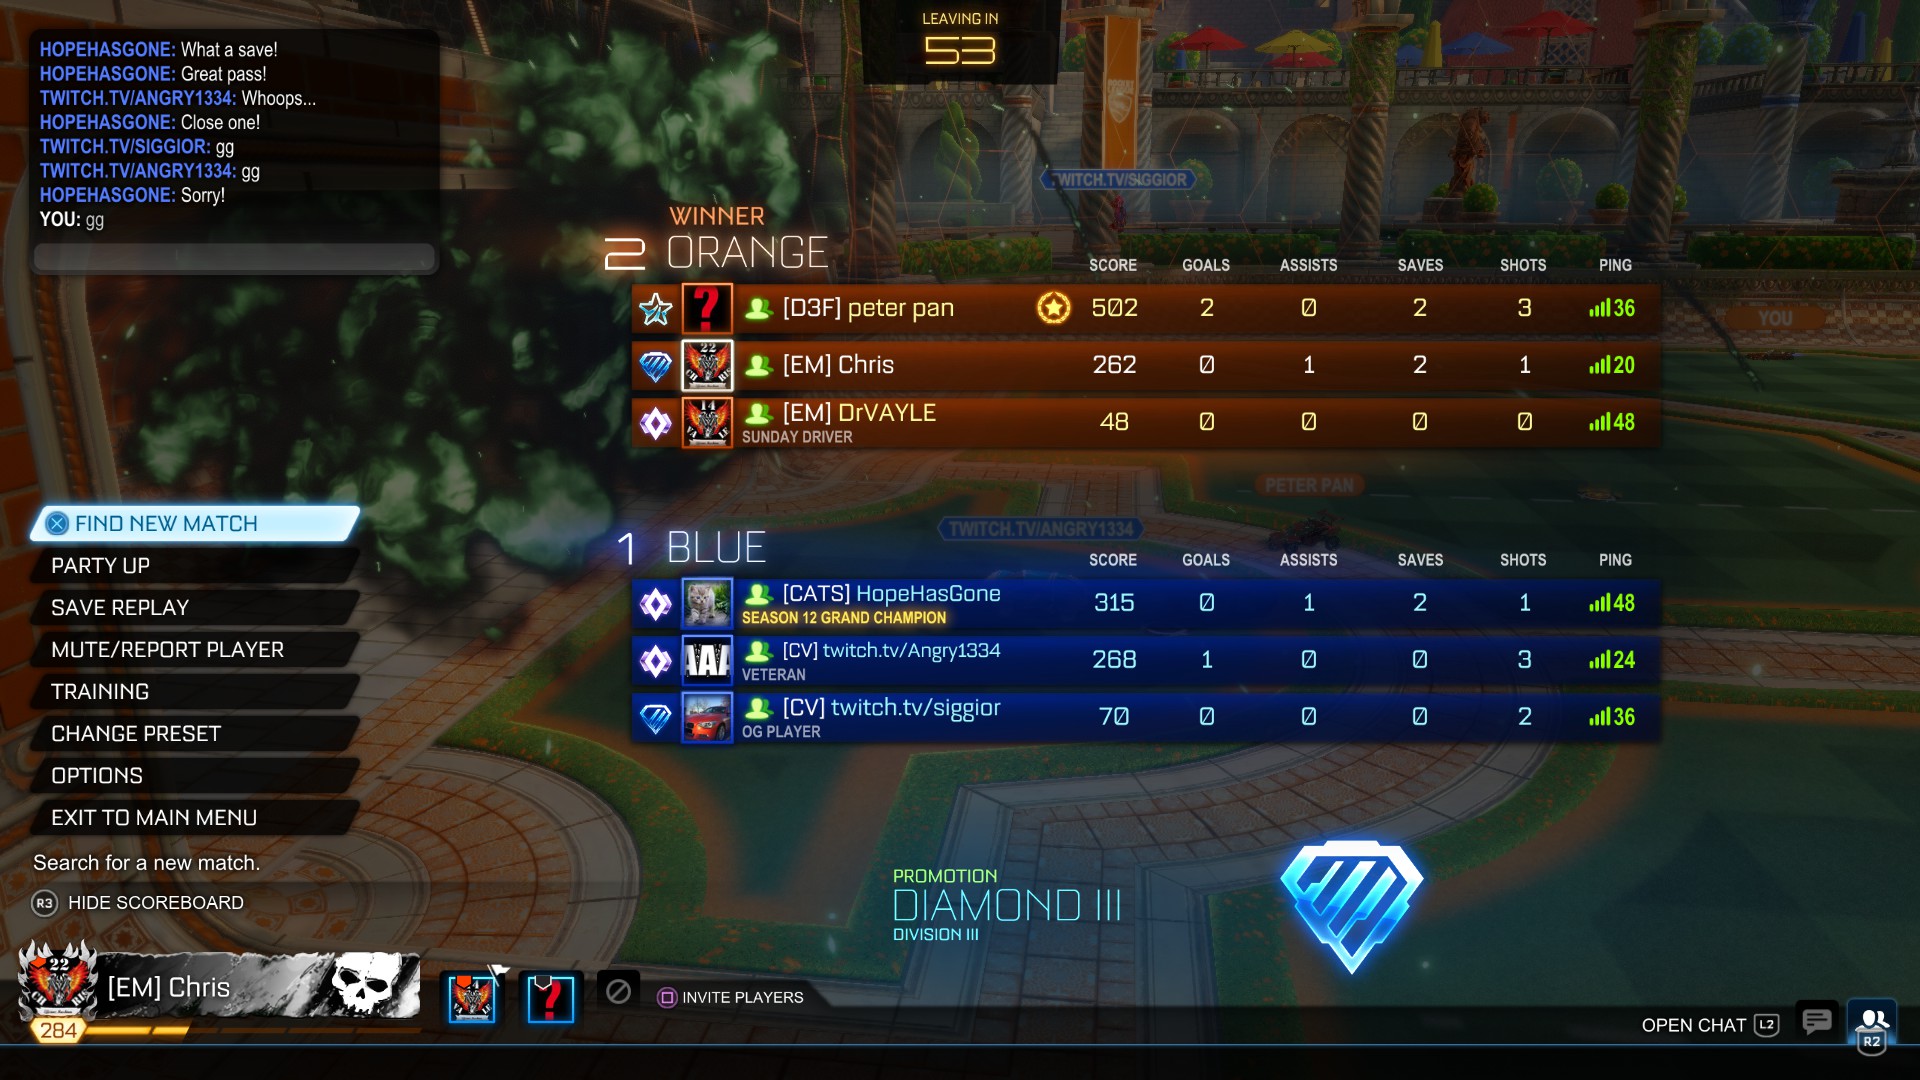 LEAVING IN
53
HOPEHASGONE: What a save!
HOPEHASGONE: Great pass!
TWITCH.TV/ANGRY1334: Whoops...
HOPEHASGONE: Close one!
TWITCH.TV/SIGGIOR: gg
TWITCH.TV/ANGRY1334: gg
HOPEHASGONE: Sorry!
YOU: gg
TWITCH.TV/SIGGIOR
WINNER
2 ORANGE
SCORE GOALS ASSISTS SAVES SHOTS PING
? [D3F] peter pan 502 2 0 2 3 36
22 [EM] Chris 262 0 1 2 1 20
14 [EM] DrVAYLE 48 0 0 0 0 48
SUNDAY DRIVER
YOU
PETER PAN
TWITCH.TV/ANGRY1334
1 BLUE
SCORE GOALS ASSISTS SAVES SHOTS PING
[CATS] HopeHasGone 315 0 1 2 1 48
SEASON 12 GRAND CHAMPION
[CV] twitch.tv/Angry1334 268 1 0 0 3 24
VETERAN
[CV] twitch.tv/siggior 70 0 0 0 2 36
OG PLAYER
FIND NEW MATCH
PARTY UP
SAVE REPLAY
MUTE/REPORT PLAYER
TRAINING
CHANGE PRESET
OPTIONS
EXIT TO MAIN MENU
Search for a new match.
R3 HIDE SCOREBOARD
PROMOTION
DIAMOND III
DIVISION III
22
[EM] Chris
284
?
INVITE PLAYERS
OPEN CHAT L2
R2